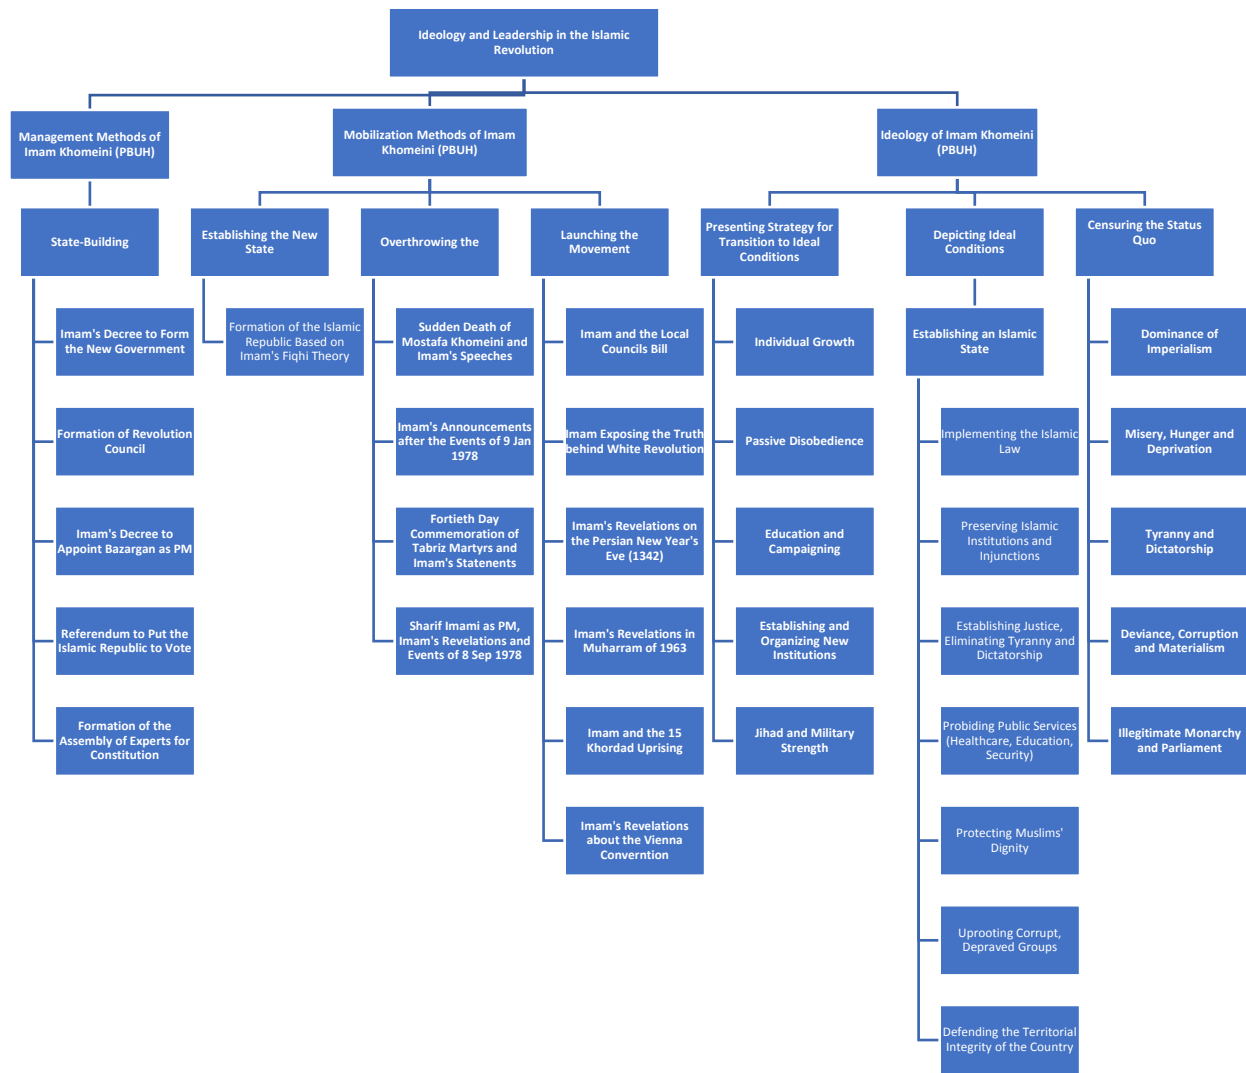 Ideology and Leadership in the Islamic
Revolution
Management Methods of
Imam Khomeini (PBUH)
Mobilization Methods of Imam
Khomeini (PBUH)
Ideology of Imam Khomeini
(PBUH)
State-Building
Establishing the New
State
Overthrowing the
Launching the
Movement
Presenting Strategy for
Transition to Ideal
Conditions
Depicting Ideal
Conditions
Censuring the Status
Quo
Imam's Decree to Form
the New Government
Formation of Revolution
Council
Imam's Decree to
Appoint Bazargan as PM
Referendum to Put the
Islamic Republic to Vote
Formation of the
Assembly of Experts for
Constitution
Formation of the Islamic
Republic Based on
Imam's Fiqhi Theory
Sudden Death of
Mostafa Khomeini and
Imam's Speeches
Imam's Announcements
after the Events of 9 Jan
1978
Fortieth Day
Commemoration of
Tabriz Martyrs and
Imam's Statenents
Sharif Imami as PM,
Imam's Revelations and
Events of 8 Sep 1978
Imam and the Local
Councils Bill
Imam Exposing the Truth
behind White Revolution
Imam's Revelations on
the Persian New Year's
Eve (1342)
Imam's Revelations in
Muharram of 1963
Imam and the 15
Khordad Uprising
Imam's Revelations
about the Vienna
Converntion
Individual Growth
Passive Disobedience
Education and
Campaigning
Establishing and
Organizing New
Institutions
Jihad and Military
Strength
Establishing an Islamic
State
Implementing the Islamic
Law
Preserving Islamic
Institutions and
Injunctions
Establishing Justice,
Eliminating Tyranny and
Dictatorship
Probiding Public Services
(Healthcare, Education,
Security)
Protecting Muslims'
Dignity
Uprooting Corrupt,
Depraved Groups
Defending the Territorial
Integrity of the Country
Dominance of
Imperialism
Misery, Hunger and
Deprivation
Tyranny and
Dictatorship
Deviance, Corruption
and Materialism
Illegitimate Monarchy
and Parliament